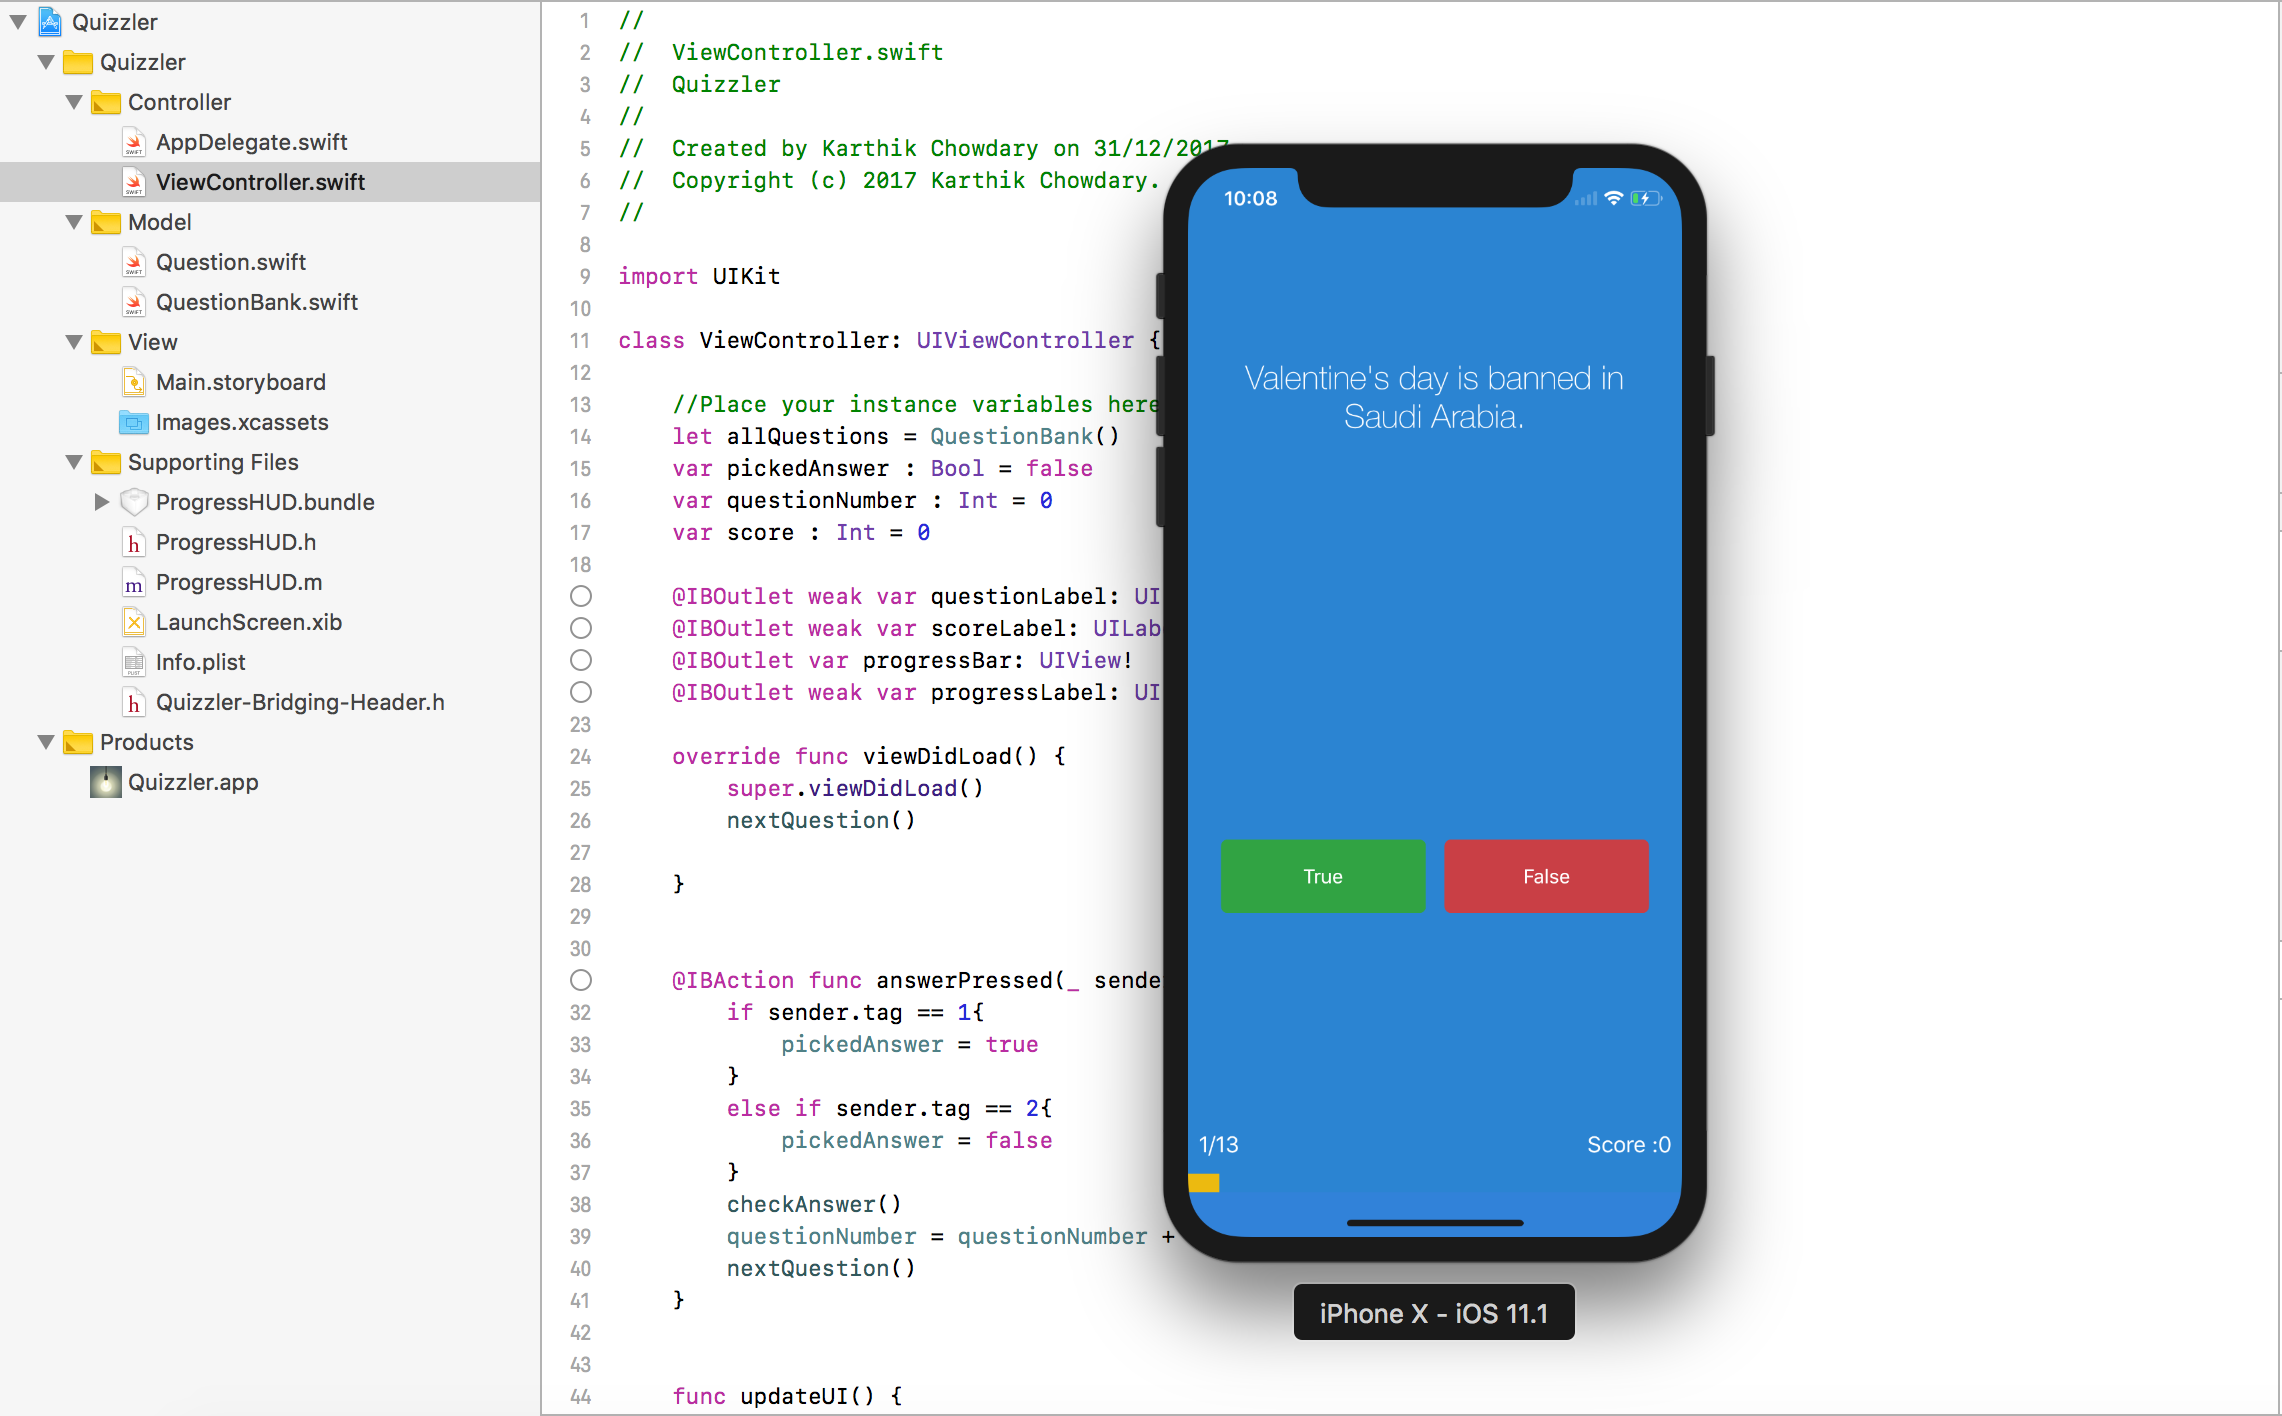 Quizzler
Quizzler
Controller
AppDelegate.swift
ViewController.swift
Model
Question.swift
QuestionBank.swift
View
Main.storyboard
Images.xcassets
Supporting Files
ProgressHUD.bundle
ProgressHUD.h
ProgressHUD.m
LaunchScreen.xib
Info.plist
Quizzler-Bridging-Header.h
Products
Quizzler.app
1 //
2 // ViewController.swift
3 // Quizzler
4 //
5 // Created by Karthik Chowdary on 31/12/2017
6 // Copyright (c) 2017 Karthik Chowdary.
7 //
8
9 import UIKit
10
11 class ViewController: UIViewController {
12
13 //Place your instance variables here
14 let allQuestions = QuestionBank()
15 var pickedAnswer : Bool = false
16 var questionNumber : Int = 0
17 var score : Int = 0
18
@IBOutlet weak var questionLabel: UI
@IBOutlet weak var scoreLabel: UILab
@IBOutlet var progressBar: UIView!
@IBOutlet weak var progressLabel: UI
23
24 override func viewDidLoad() {
25 super.viewDidLoad()
26 nextQuestion()
27
28 }
29
30
@IBAction func answerPressed(_ sende
32 if sender.tag == 1{
33 pickedAnswer = true
34 }
35 else if sender.tag == 2{
36 pickedAnswer = false
37 }
38 checkAnswer()
39 questionNumber = questionNumber +
40 nextQuestion()
41 }
42
43
44 func updateUI() {
10:08
Valentine's day is banned in
Saudi Arabia.
True False
1/13 Score :0
iPhone X - iOS 11.1